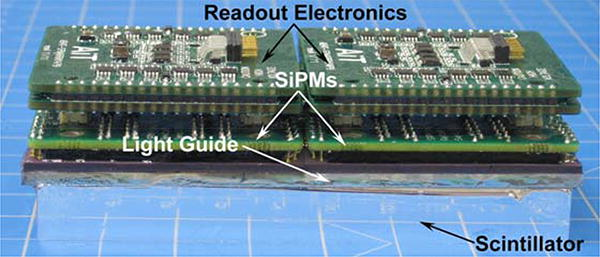 Readout Electronics
AiT
AiT
SiPMs
Light Guide
Scintillator